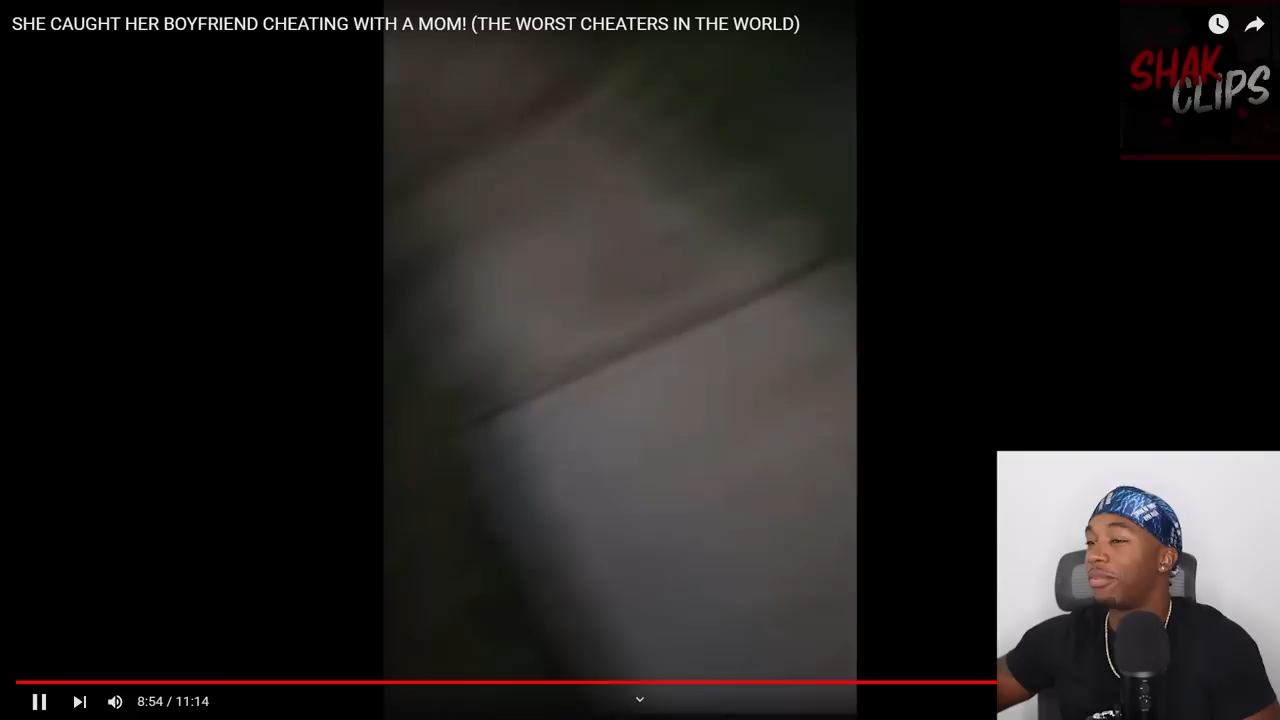 SHE CAUGHT HER BOYFRIEND CHEATING WITH A MOM! (THE WORST CHEATERS IN THE WORLD)
SHAK
CLIPS
8:54 / 11:14